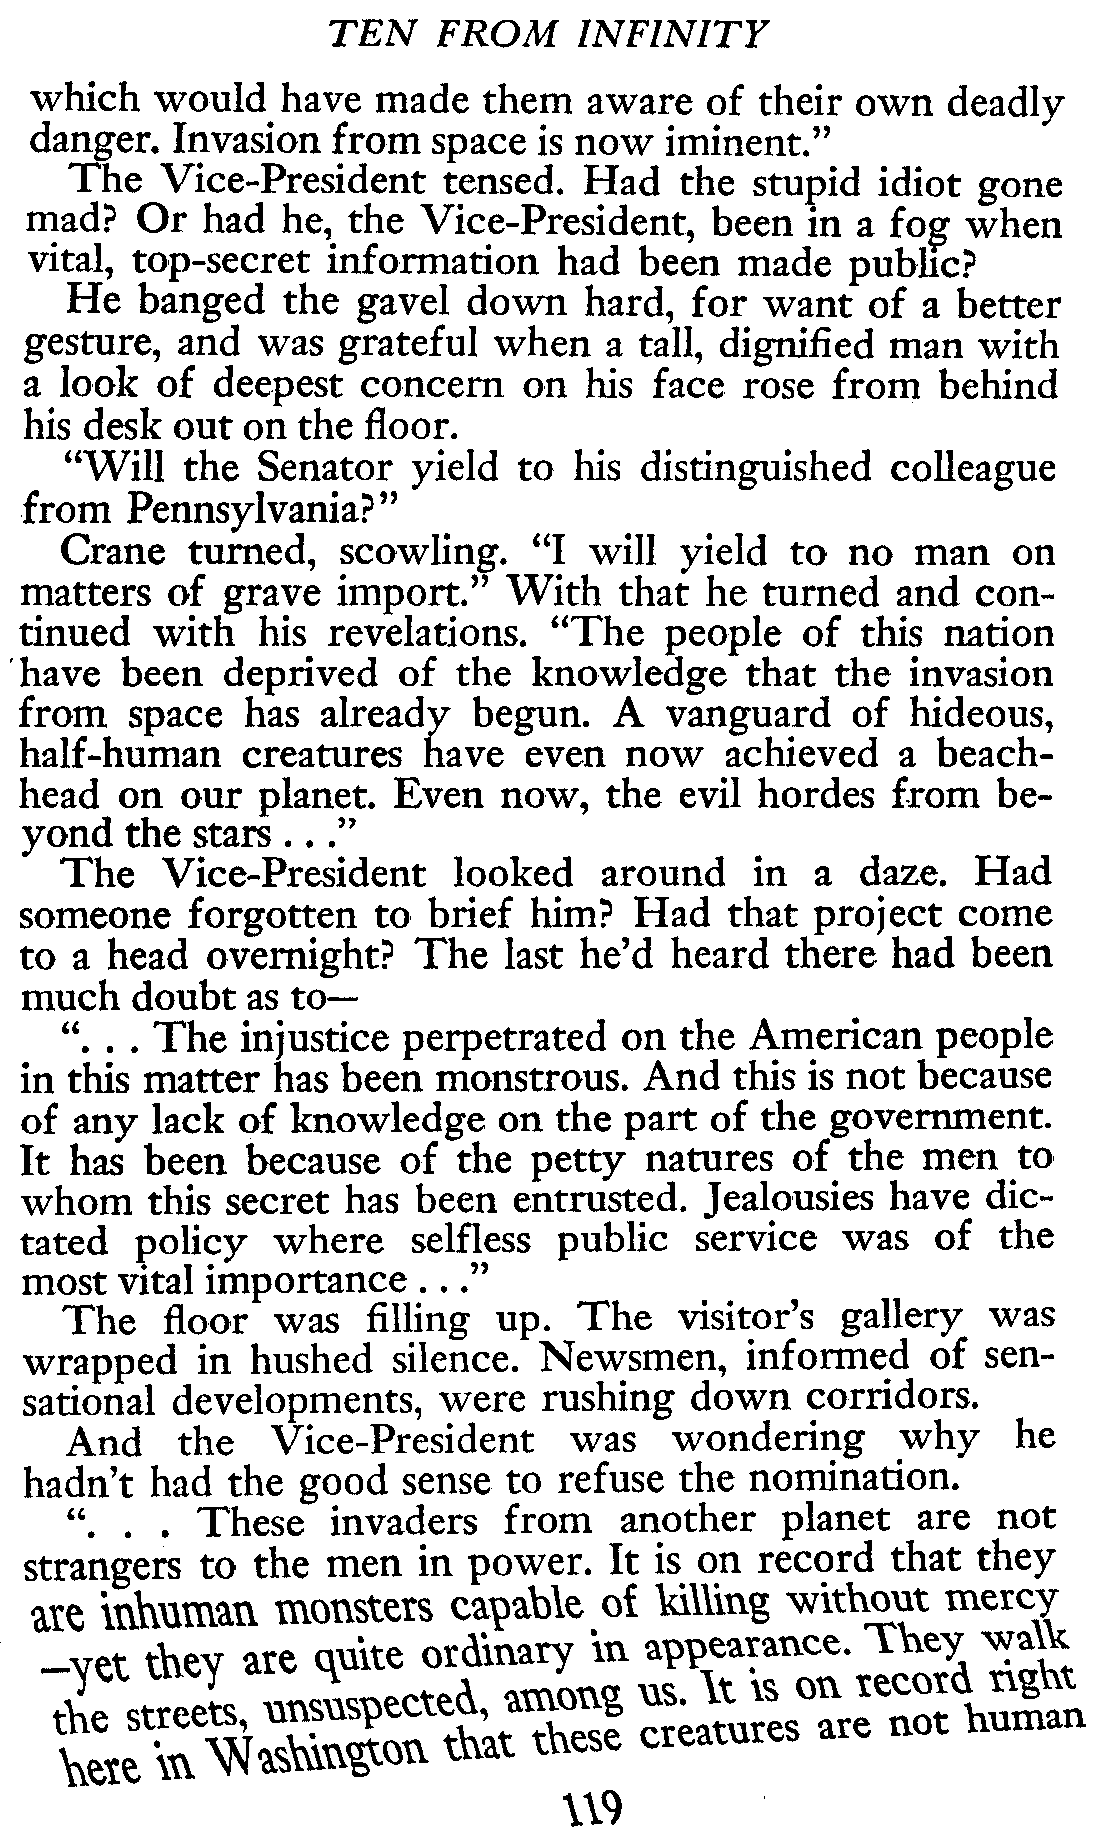 TEN FROM INFINITY
which would have made them aware of their own deadly
danger. Invasion from space is now iminent.”
The Vice-President tensed. Had the stupid idiot gone
mad? Or had he, the Vice-President, been in a fog when
vital, top-secret information had been made public?
He banged the gavel down hard, for want of a better
gesture, and was grateful when a tall, dignified man with
a look of deepest concern on his face rose from behind
his desk out on the floor.
“Will the Senator yield to his distinguished colleague
from Pennsylvania?”
Crane turned, scowling. “I will yield to no man on
matters of grave import.” With that he turned and con-
tinued with his revelations. “The people of this nation
have been deprived of the knowledge that the invasion
from space has already begun. A vanguard of hideous,
half-human creatures have even now achieved a beach-
head on our planet. Even now, the evil hordes from be-
yond the stars . . .”
The Vice-President looked around in a daze. Had
someone forgotten to brief him? Had that project come
to a head overnight? The last he’d heard there had been
much doubt as to—
“. . . The injustice perpetrated on the American people
in this matter has been monstrous. And this is not because
of any lack of knowledge on the part of the government.
It has been because of the petty natures of the men to
whom this secret has been entrusted. Jealousies have dic-
tated policy where selfless public service was of the
most vital importance . . .”
The floor was filling up. The visitor’s gallery was
wrapped in hushed silence. Newsmen, informed of sen-
sational developments, were rushing down corridors.
And the Vice-President was wondering why he
hadn’t had the good sense to refuse the nomination.
“. . . These invaders from another planet are not
strangers to the men in power. It is on record that they
are inhuman monsters capable of killing without mercy
—yet they are quite ordinary in appearance. They walk
the streets, unsuspected, among us. It is on record right
here in Washington that these creatures are not human
119